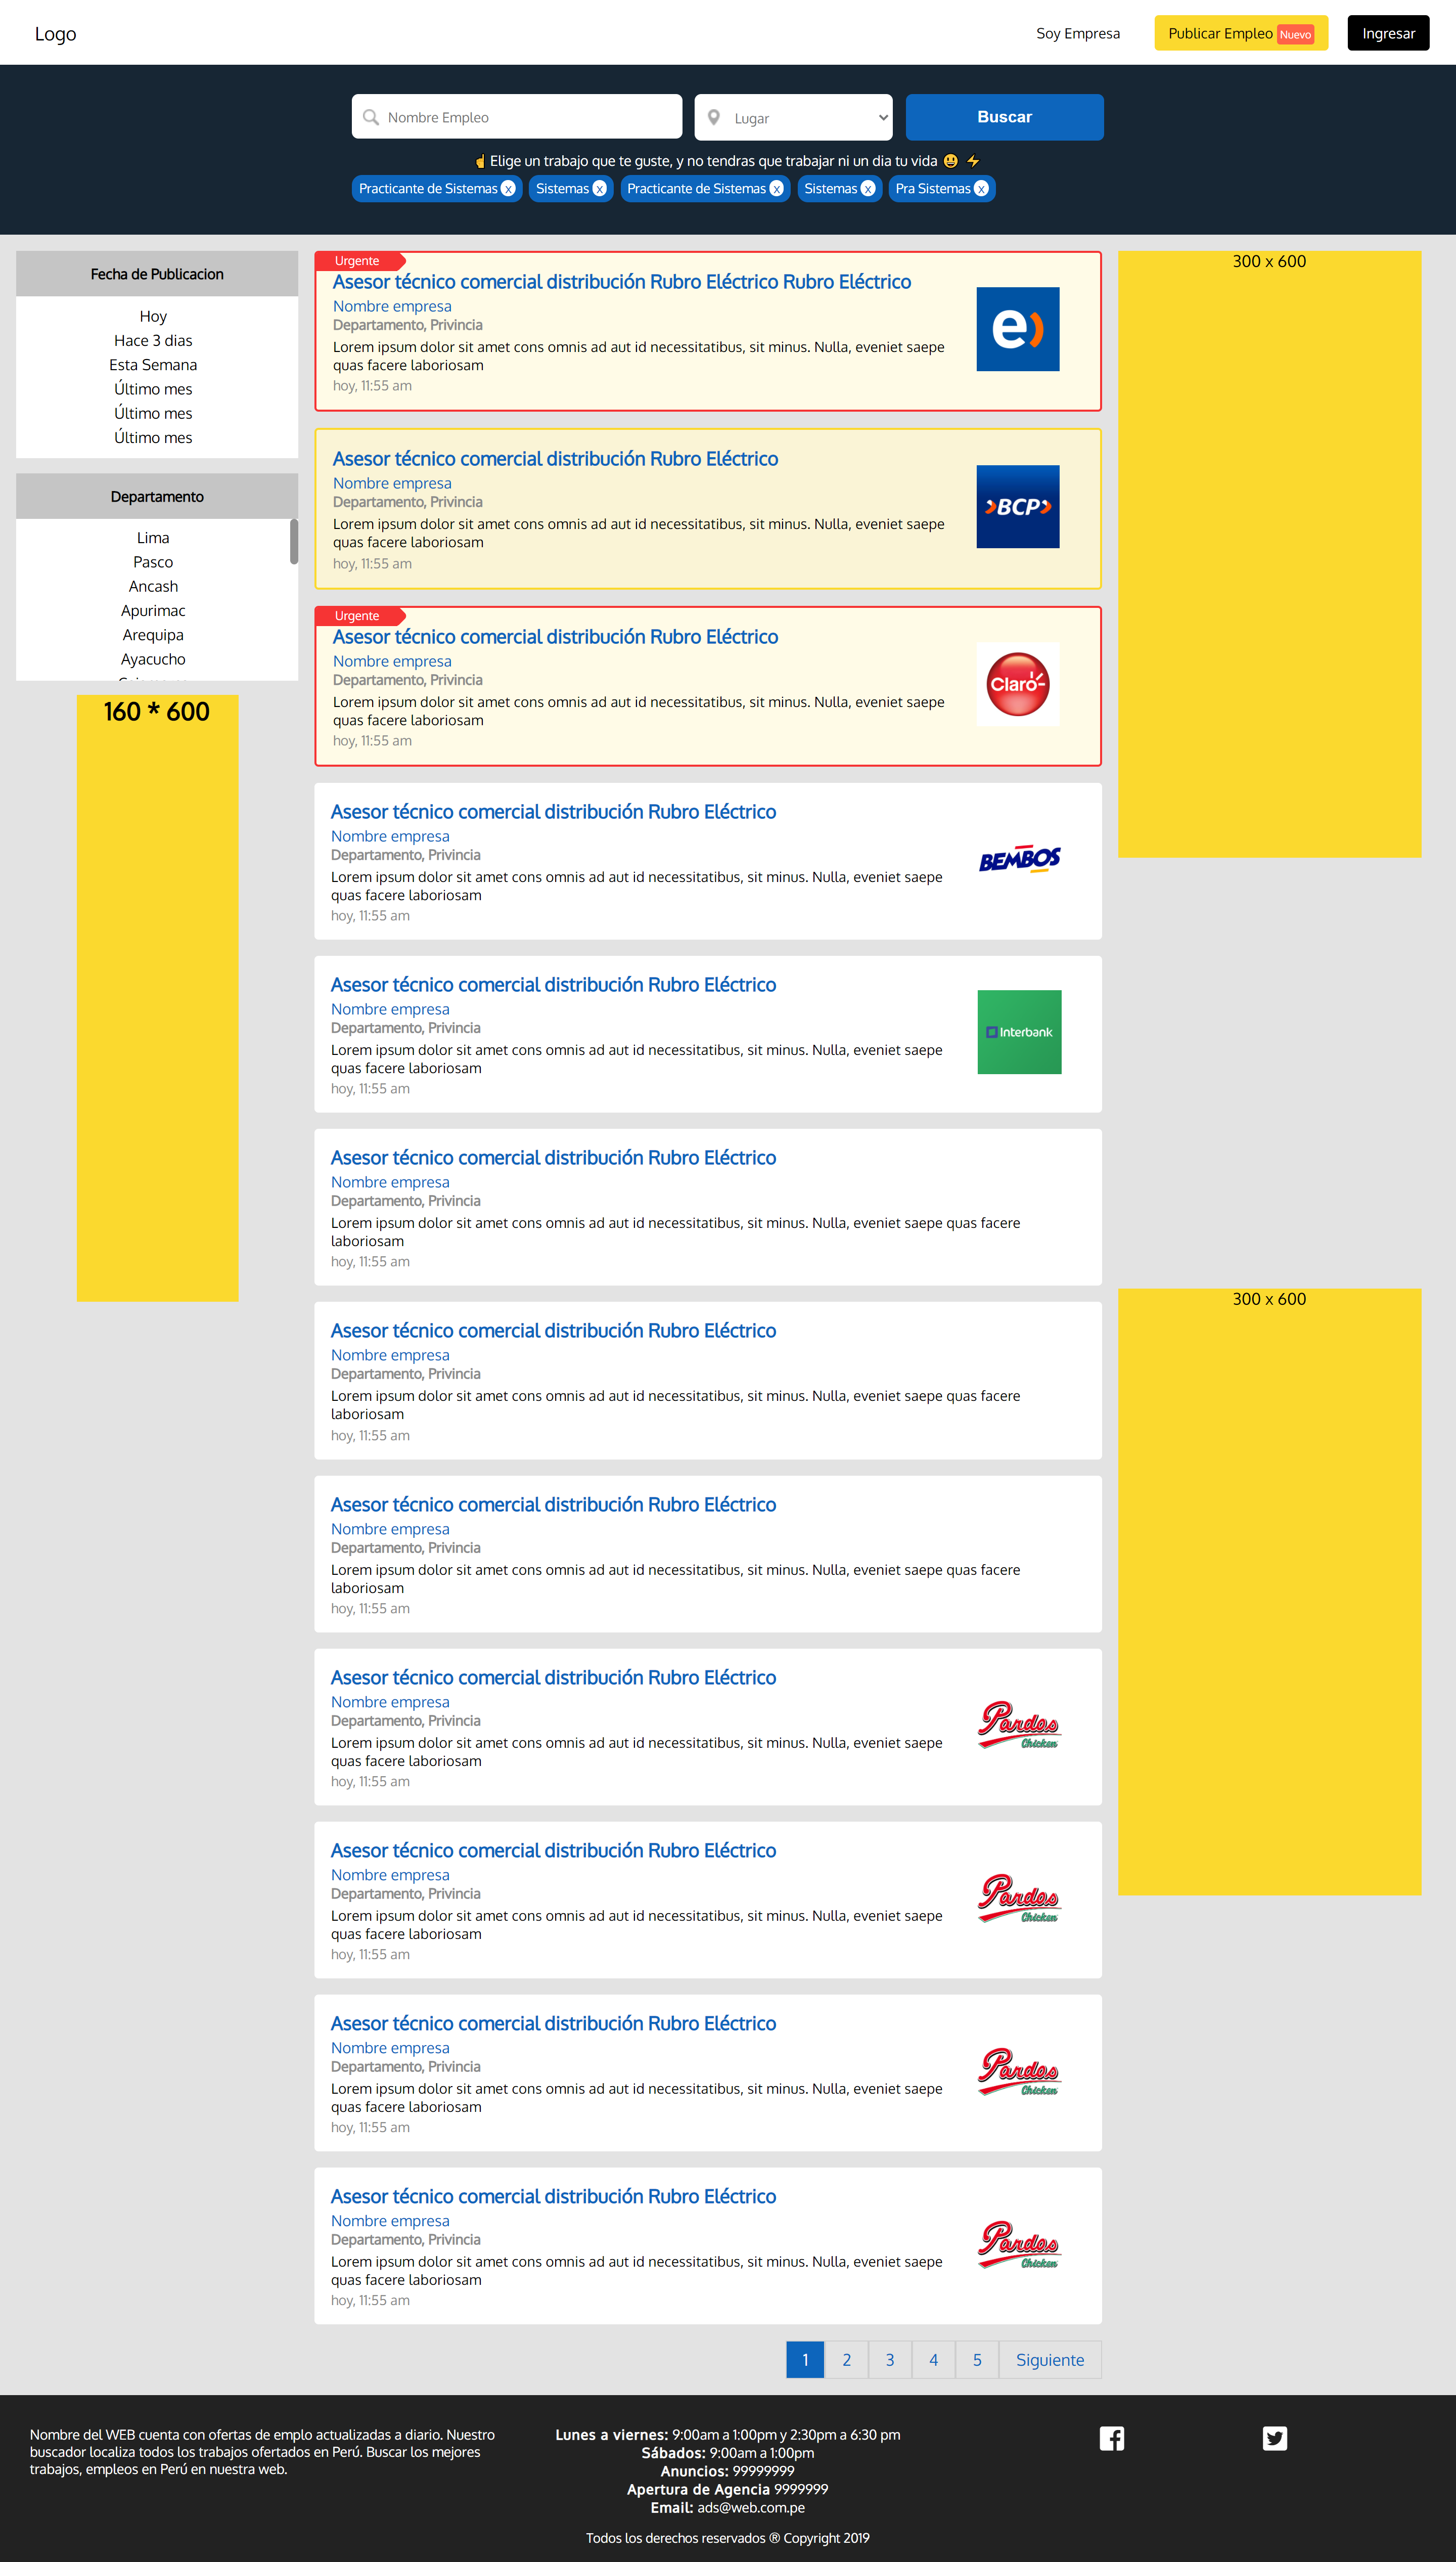 Logo
Soy Empresa
Publicar Empleo Nuevo
Ingresar
Nombre Empleo
Lugar
Buscar
☝ Elige un trabajo que te guste, y no tendras que trabajar ni un dia tu vida 😃 ⚡
Practicante de Sistemas x
Sistemas x
Practicante de Sistemas x
Sistemas x
Pra Sistemas x
Fecha de Publicacion
Hoy
Hace 3 dias
Esta Semana
Último mes
Último mes
Último mes
Departamento
Lima
Pasco
Ancash
Apurimac
Arequipa
Ayacucho
160 * 600
Urgente
Asesor técnico comercial distribución Rubro Eléctrico Rubro Eléctrico
Nombre empresa
Departamento, Privincia
Lorem ipsum dolor sit amet cons omnis ad aut id necessitatibus, sit minus. Nulla, eveniet saepe
quas facere laboriosam
hoy, 11:55 am
e)
Asesor técnico comercial distribución Rubro Eléctrico
Nombre empresa
Departamento, Privincia
Lorem ipsum dolor sit amet cons omnis ad aut id necessitatibus, sit minus. Nulla, eveniet saepe
quas facere laboriosam
hoy, 11:55 am
BCP
Urgente
Asesor técnico comercial distribución Rubro Eléctrico
Nombre empresa
Departamento, Privincia
Lorem ipsum dolor sit amet cons omnis ad aut id necessitatibus, sit minus. Nulla, eveniet saepe
quas facere laboriosam
hoy, 11:55 am
Claro
Asesor técnico comercial distribución Rubro Eléctrico
Nombre empresa
Departamento, Privincia
Lorem ipsum dolor sit amet cons omnis ad aut id necessitatibus, sit minus. Nulla, eveniet saepe
quas facere laboriosam
hoy, 11:55 am
BEMBOS
Asesor técnico comercial distribución Rubro Eléctrico
Nombre empresa
Departamento, Privincia
Lorem ipsum dolor sit amet cons omnis ad aut id necessitatibus, sit minus. Nulla, eveniet saepe
quas facere laboriosam
hoy, 11:55 am
Interbank
Asesor técnico comercial distribución Rubro Eléctrico
Nombre empresa
Departamento, Privincia
Lorem ipsum dolor sit amet cons omnis ad aut id necessitatibus, sit minus. Nulla, eveniet saepe quas facere
laboriosam
hoy, 11:55 am
Asesor técnico comercial distribución Rubro Eléctrico
Nombre empresa
Departamento, Privincia
Lorem ipsum dolor sit amet cons omnis ad aut id necessitatibus, sit minus. Nulla, eveniet saepe quas facere
laboriosam
hoy, 11:55 am
Asesor técnico comercial distribución Rubro Eléctrico
Nombre empresa
Departamento, Privincia
Lorem ipsum dolor sit amet cons omnis ad aut id necessitatibus, sit minus. Nulla, eveniet saepe quas facere
laboriosam
hoy, 11:55 am
Asesor técnico comercial distribución Rubro Eléctrico
Nombre empresa
Departamento, Privincia
Lorem ipsum dolor sit amet cons omnis ad aut id necessitatibus, sit minus. Nulla, eveniet saepe
quas facere laboriosam
hoy, 11:55 am
Pardos
Chicken
Asesor técnico comercial distribución Rubro Eléctrico
Nombre empresa
Departamento, Privincia
Lorem ipsum dolor sit amet cons omnis ad aut id necessitatibus, sit minus. Nulla, eveniet saepe
quas facere laboriosam
hoy, 11:55 am
Pardos
Chicken
Asesor técnico comercial distribución Rubro Eléctrico
Nombre empresa
Departamento, Privincia
Lorem ipsum dolor sit amet cons omnis ad aut id necessitatibus, sit minus. Nulla, eveniet saepe
quas facere laboriosam
hoy, 11:55 am
Pardos
Chicken
Asesor técnico comercial distribución Rubro Eléctrico
Nombre empresa
Departamento, Privincia
Lorem ipsum dolor sit amet cons omnis ad aut id necessitatibus, sit minus. Nulla, eveniet saepe
quas facere laboriosam
hoy, 11:55 am
Pardos
Chicken
1 2 3 4 5 Siguiente
300 x 600
300 x 600
Nombre del WEB cuenta con ofertas de emplo actualizadas a diario. Nuestro
buscador localiza todos los trabajos ofertados en Perú. Buscar los mejores
trabajos, empleos en Perú en nuestra web.
Lunes a viernes: 9:00am a 1:00pm y 2:30pm a 6:30 pm
Sábados: 9:00am a 1:00pm
Anuncios: 99999999
Apertura de Agencia 9999999
Email: ads@web.com.pe
Todos los derechos reservados ® Copyright 2019